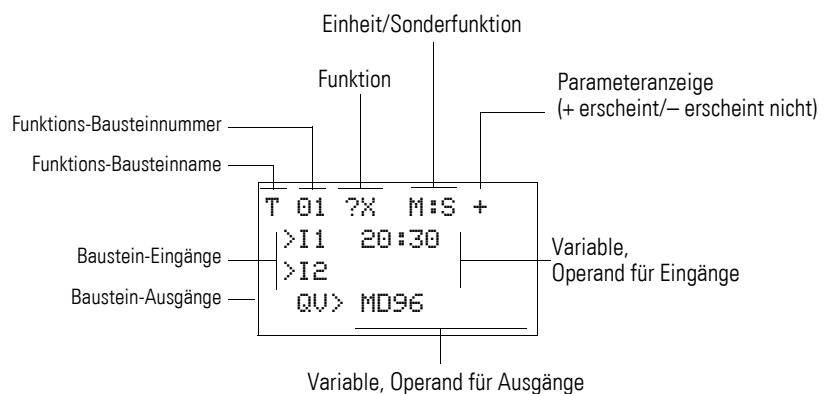 Einheit/Sonderfunktion
Funktion
Parameteranzeige
(+ erscheint/– erscheint nicht)
Funktions-Bausteinnummer
Funktions-Bausteinname
T 01 ?X M:S +
>I1 20:30
>I2
QV> MD96
Baustein-Eingänge
Baustein-Ausgänge
Variable,
Operand für Eingänge
Variable, Operand für Ausgänge